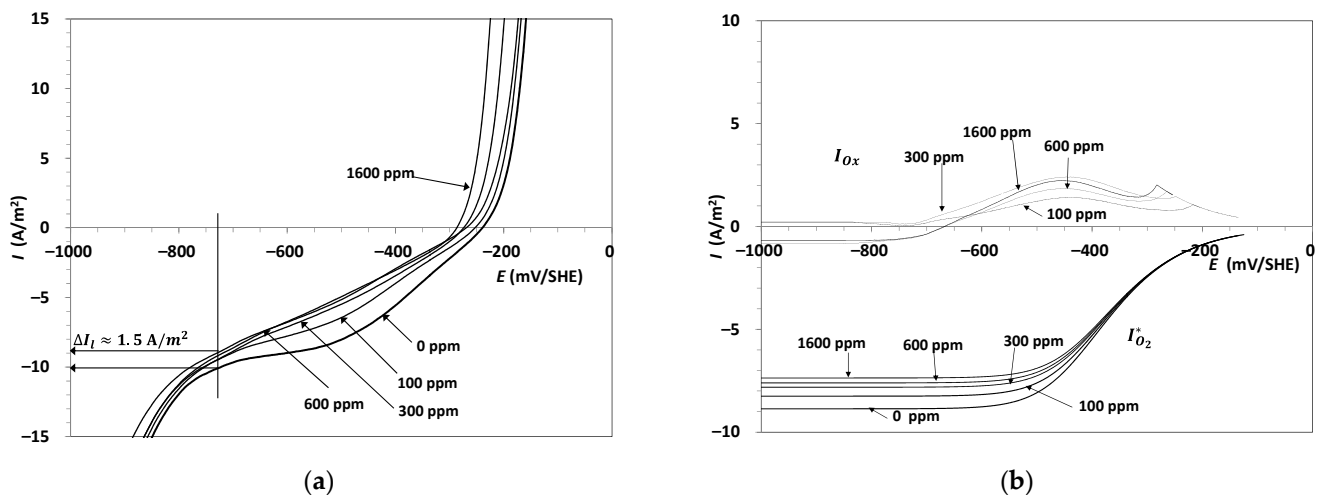 15
10
5
0
−5
−10
−15
I (A/m²)
−1000
−800
−600
−400
−200
0
E (mV/SHE)
1600 ppm
ΔI_l ≈ 1.5 A/m²
0 ppm
100 ppm
300 ppm
600 ppm
(a)
10
5
0
−5
−10
I (A/m²)
−1000
−800
−600
−400
−200
0
E (mV/SHE)
I_Ox
300 ppm
1600 ppm
600 ppm
100 ppm
I*_O₂
1600 ppm
600 ppm
300 ppm
100 ppm
0 ppm
(b)